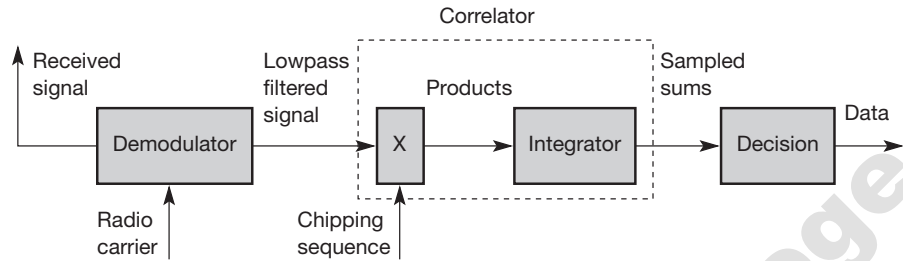 Correlator
Received
signal
Lowpass
filtered
signal
Products
Sampled
sums
Data
Demodulator
X
Integrator
Decision
Radio
carrier
Chipping
sequence